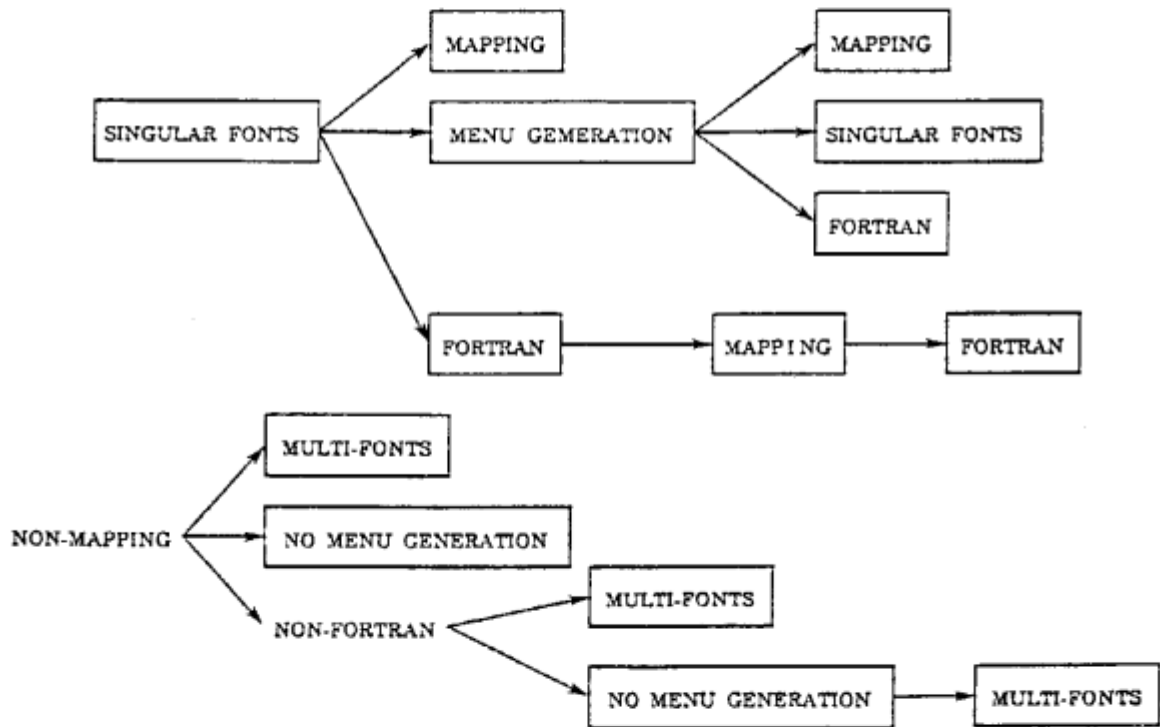 MAPPING
MAPPING
SINGULAR FONTS
MENU GEMERATION
SINGULAR FONTS
FORTRAN
FORTRAN
MAPPING
FORTRAN
MULTI-FONTS
NON-MAPPING
NO MENU GENERATION
MULTI-FONTS
NON-FORTRAN
NO MENU GENERATION
MULTI-FONTS